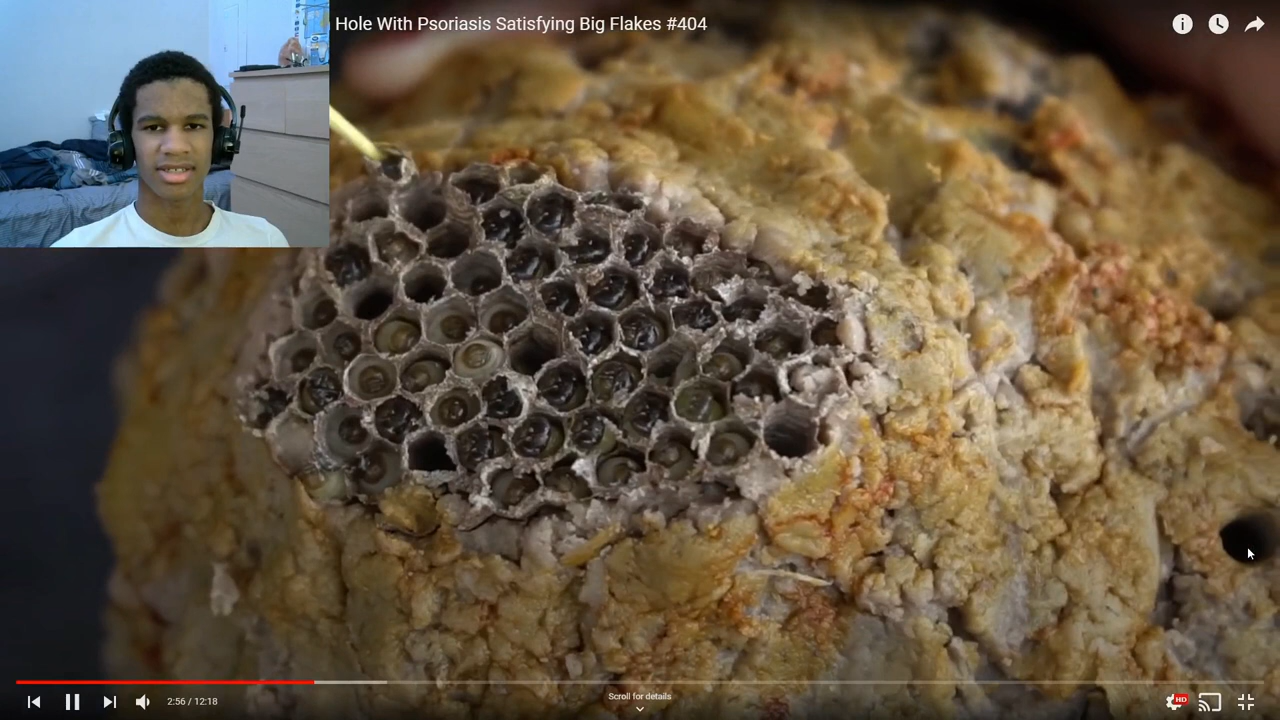 Hole With Psoriasis Satisfying Big Flakes #404
2:56 / 12:18
Scroll for details
HD